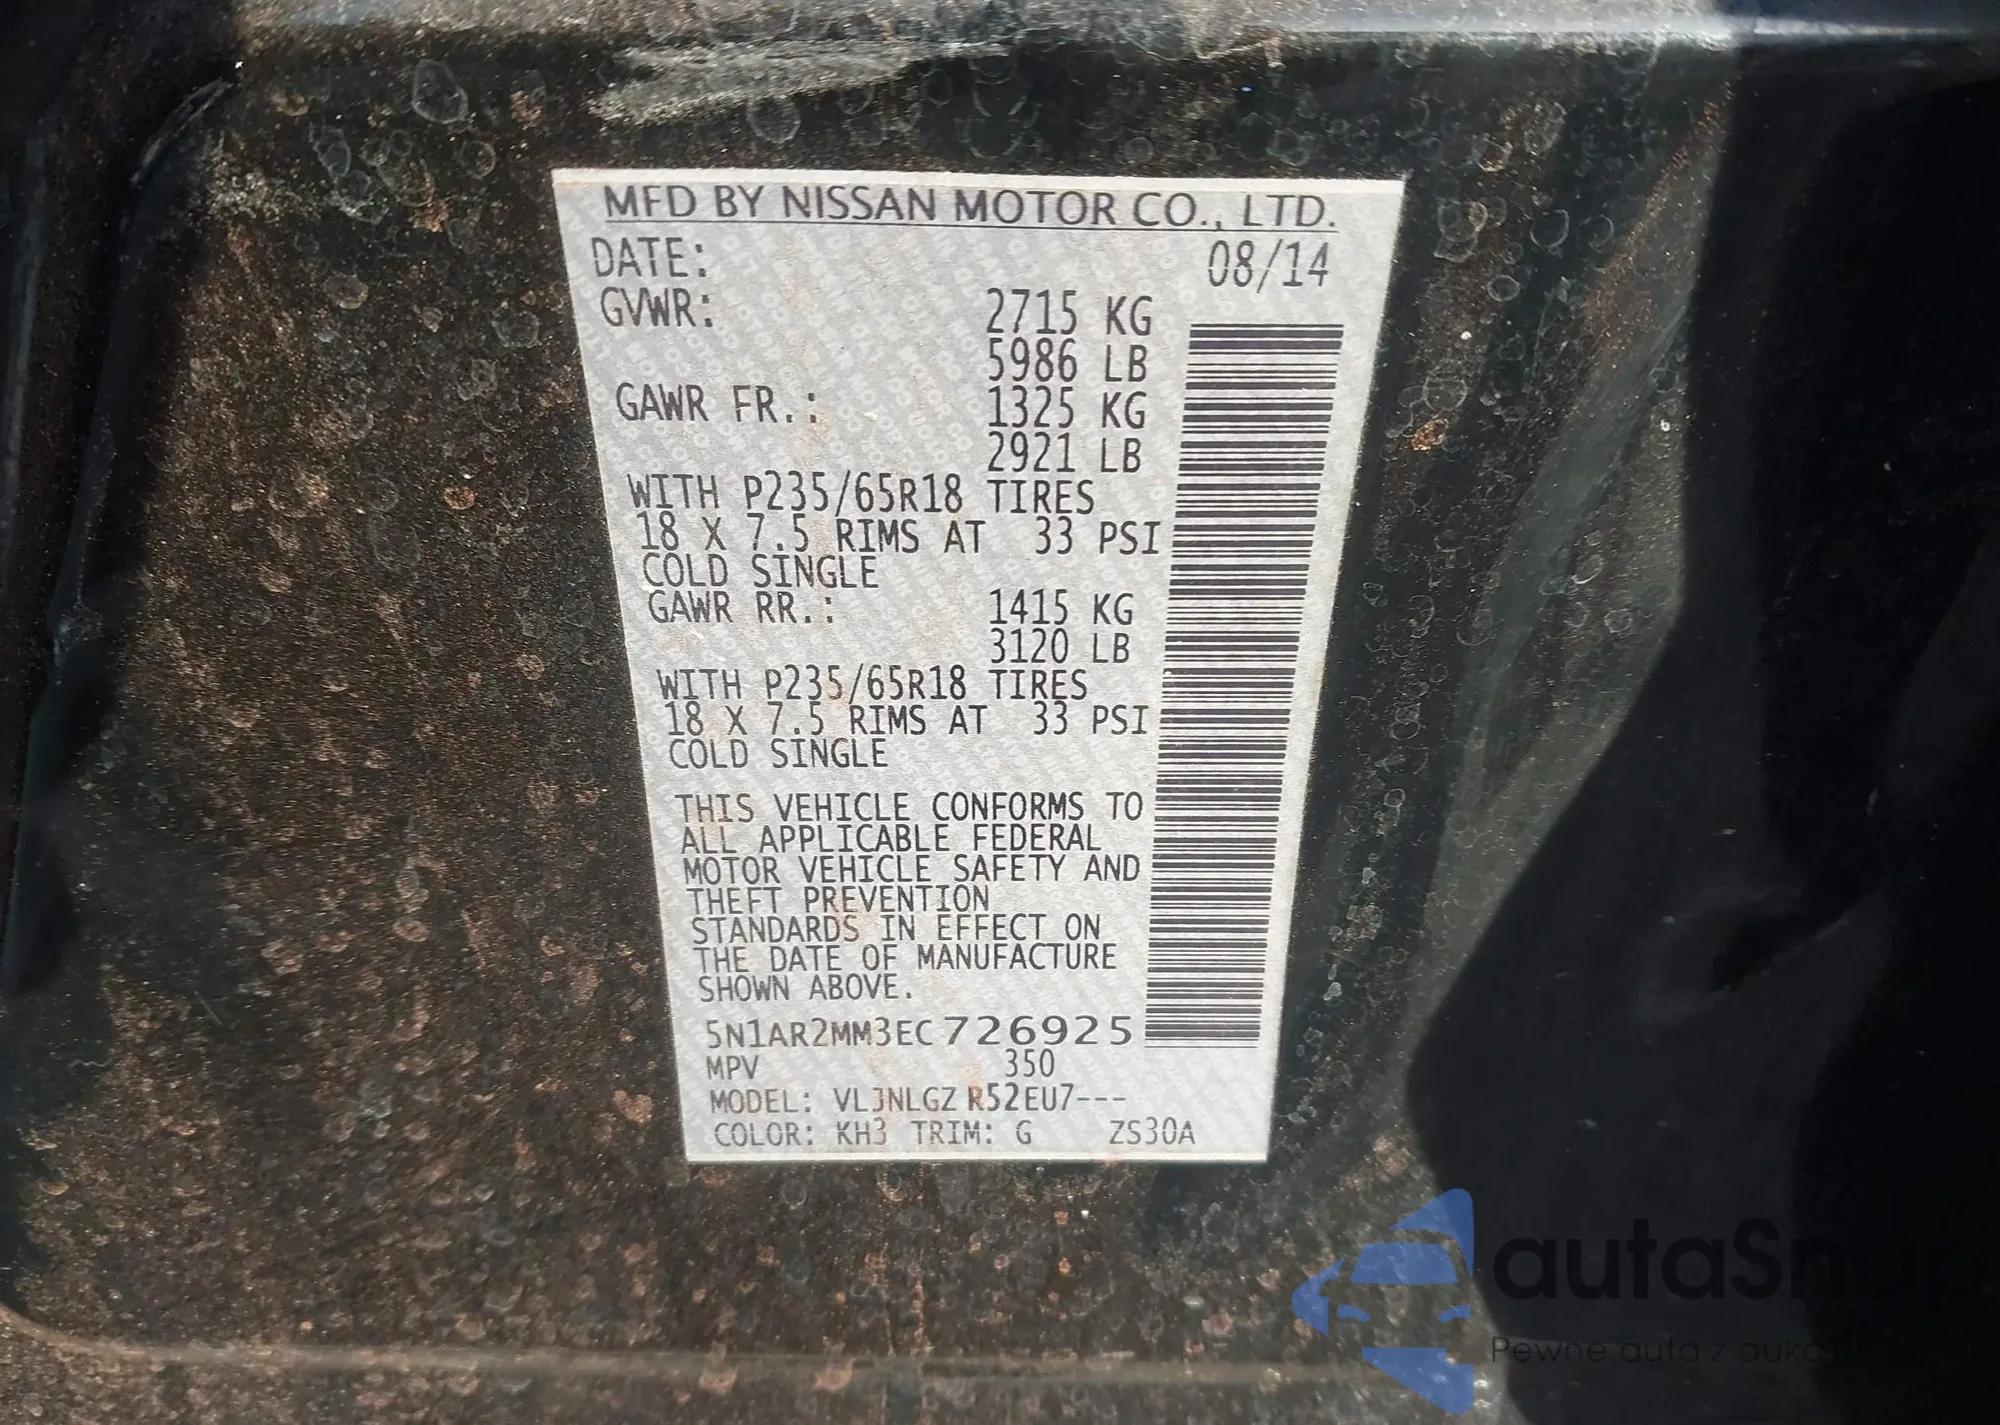 MFD BY NISSAN MOTOR CO., LTD.
DATE: 08/14
GVWR: 2715 KG
5986 LB
GAWR FR.: 1325 KG
2921 LB
WITH P235/65R18 TIRES
18 X 7.5 RIMS AT 33 PSI
COLD SINGLE
GAWR RR.: 1415 KG
3120 LB
WITH P235/65R18 TIRES
18 X 7.5 RIMS AT 33 PSI
COLD SINGLE
THIS VEHICLE CONFORMS TO
ALL APPLICABLE FEDERAL
MOTOR VEHICLE SAFETY AND
THEFT PREVENTION
STANDARDS IN EFFECT ON
THE DATE OF MANUFACTURE
SHOWN ABOVE.
5N1AR2MM3EC726925
MPV 350
MODEL: VLJNLGZ R52EU7---
COLOR: KH3 TRIM: G ZS30A
autaSnap
Pewne auta z